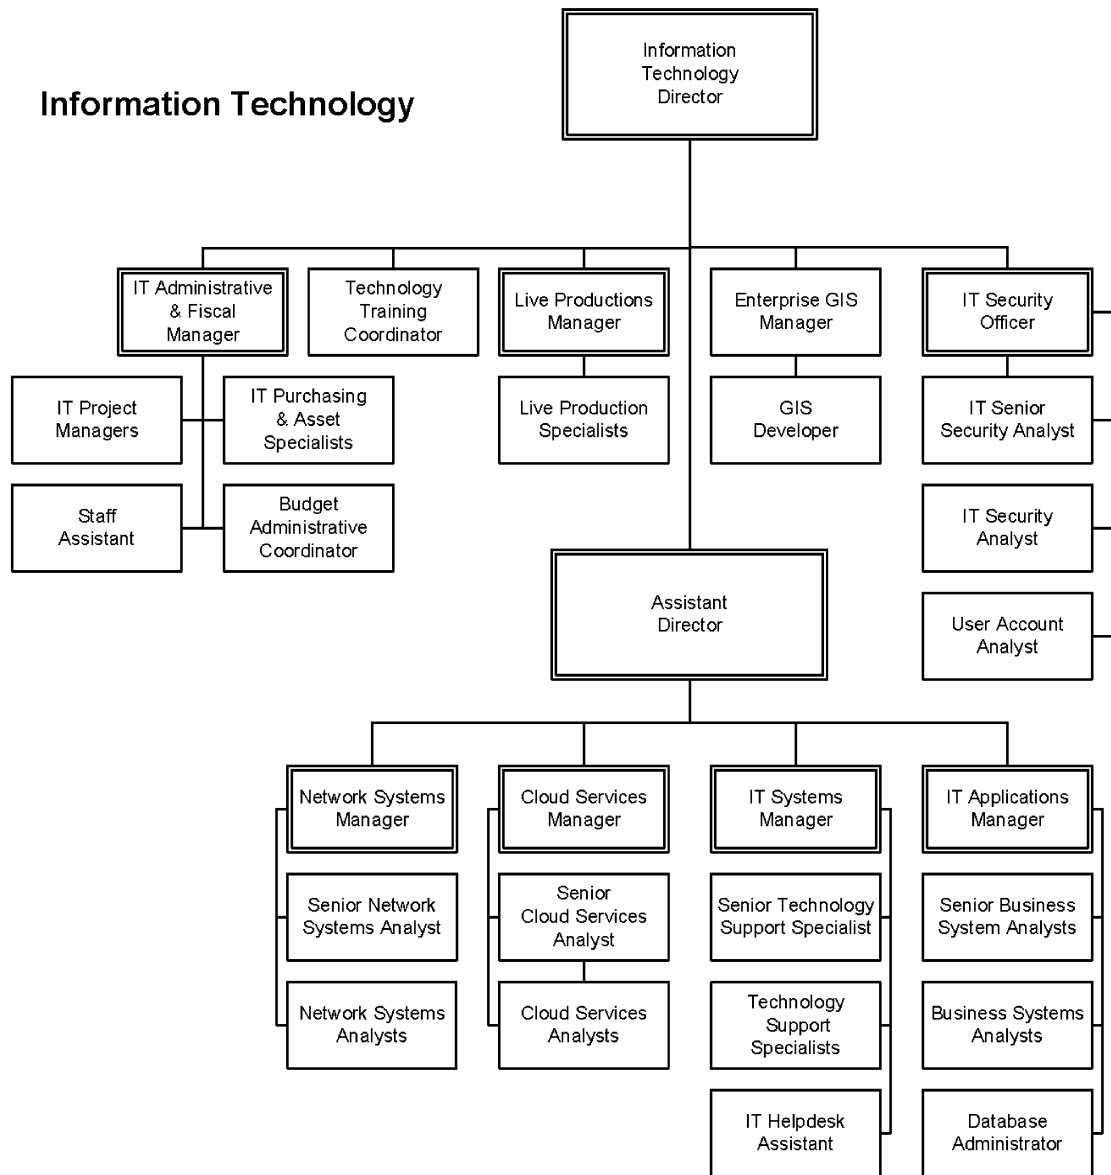 Information
Technology
Director
Information Technology
IT Administrative
& Fiscal
Manager
Technology
Training
Coordinator
Live Productions
Manager
Enterprise GIS
Manager
IT Security
Officer
IT Project
Managers
IT Purchasing
& Asset
Specialists
Live Production
Specialists
GIS
Developer
IT Senior
Security Analyst
Staff
Assistant
Budget
Administrative
Coordinator
IT Security
Analyst
Assistant
Director
User Account
Analyst
Network Systems
Manager
Cloud Services
Manager
IT Systems
Manager
IT Applications
Manager
Senior Network
Systems Analyst
Senior
Cloud Services
Analyst
Senior Technology
Support Specialist
Senior Business
System Analysts
Network Systems
Analysts
Cloud Services
Analysts
Technology
Support
Specialists
Business Systems
Analysts
IT Helpdesk
Assistant
Database
Administrator